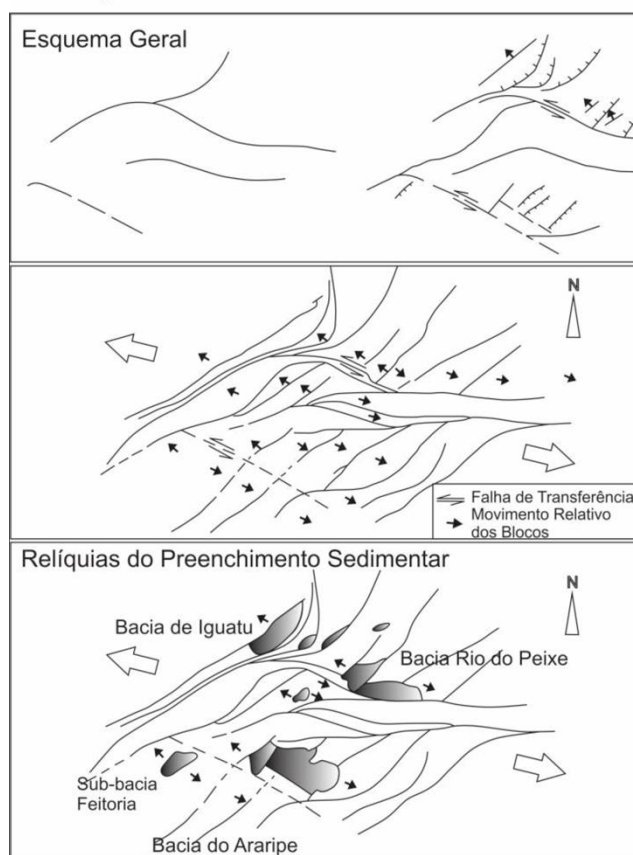 Esquema Geral
N
Falha de Transferência
Movimento Relativo
dos Blocos
Relíquias do Preenchimento Sedimentar
N
Bacia de Iguatu
Bacia Rio do Peixe
Sub-bacia
Feitoria
Bacia do Araripe